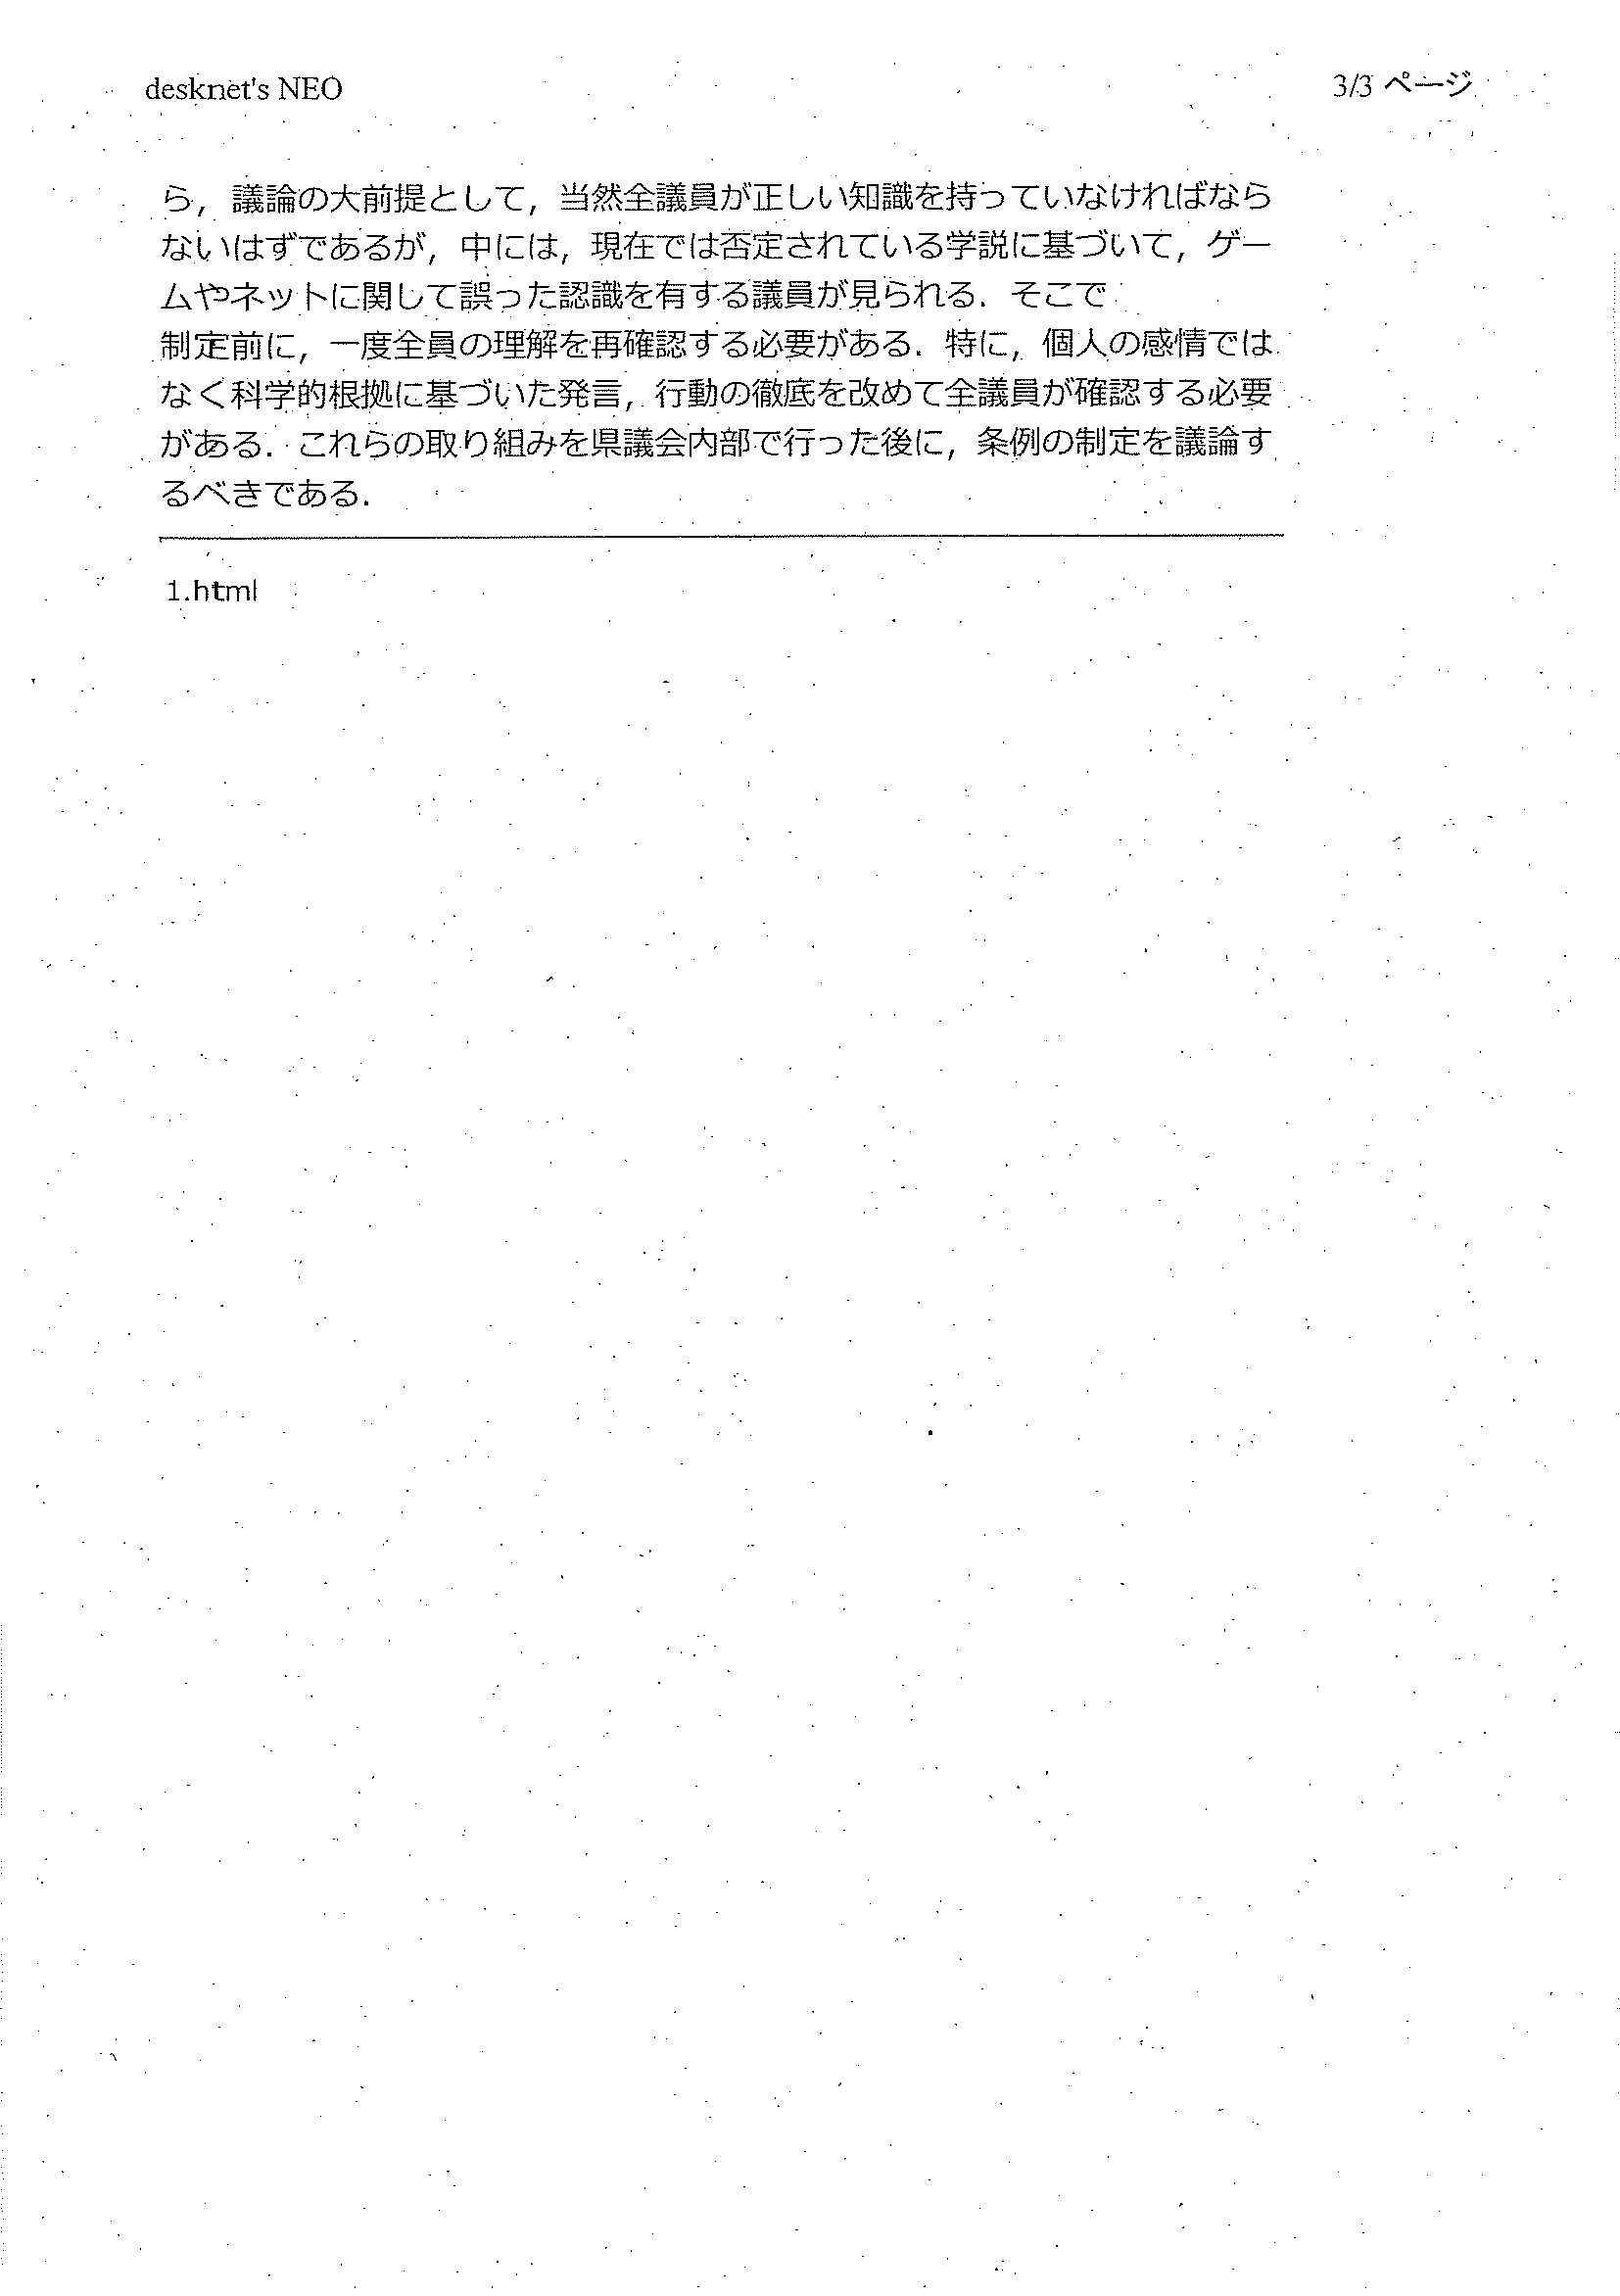 desknet's NEO
3/3 ページ
ら，議論の大前提として，当然全議員が正しい知識を持っていなければなら
ないはずであるが，中には，現在では否定されている学説に基づいて，ゲー
ムやネットに関して誤った認識を有する議員が見られる．そこで
制定前に，一度全員の理解を再確認する必要がある．特に，個人の感情では
なく科学的根拠に基づいた発言，行動の徹底を改めて全議員が確認する必要
がある．これらの取り組みを県議会内部で行った後に，条例の制定を議論す
るべきである．
1.html